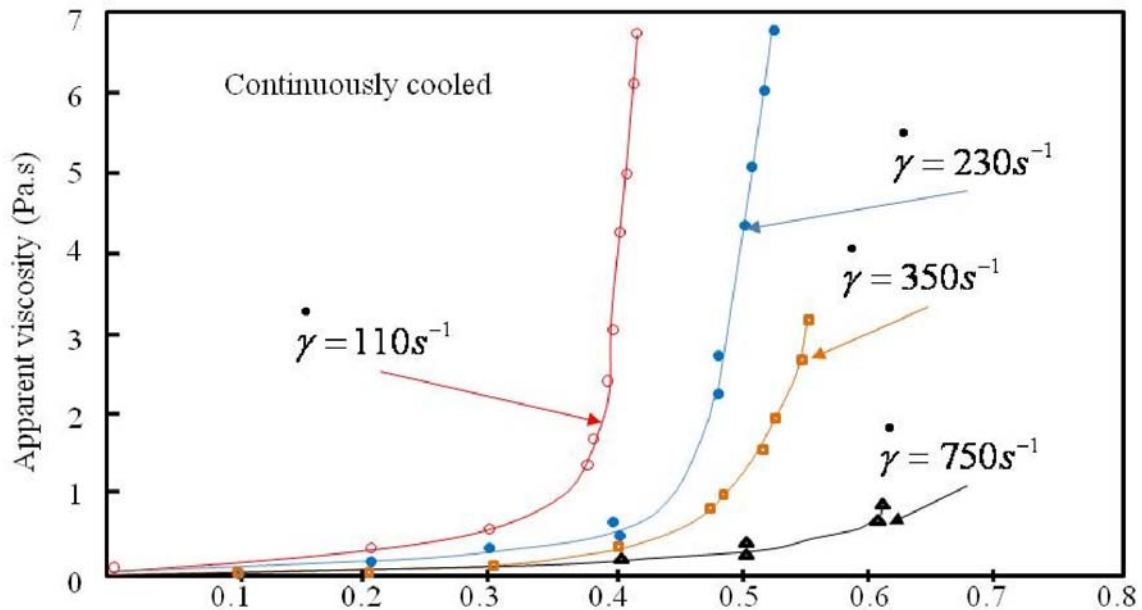 7
6
5
4
3
2
1
0
Apparent viscosity (Pa.s)
Continuously cooled
γ̇ = 230s⁻¹
γ̇ = 350s⁻¹
γ̇ = 110s⁻¹
γ̇ = 750s⁻¹
0.1 0.2 0.3 0.4 0.5 0.6 0.7 0.8